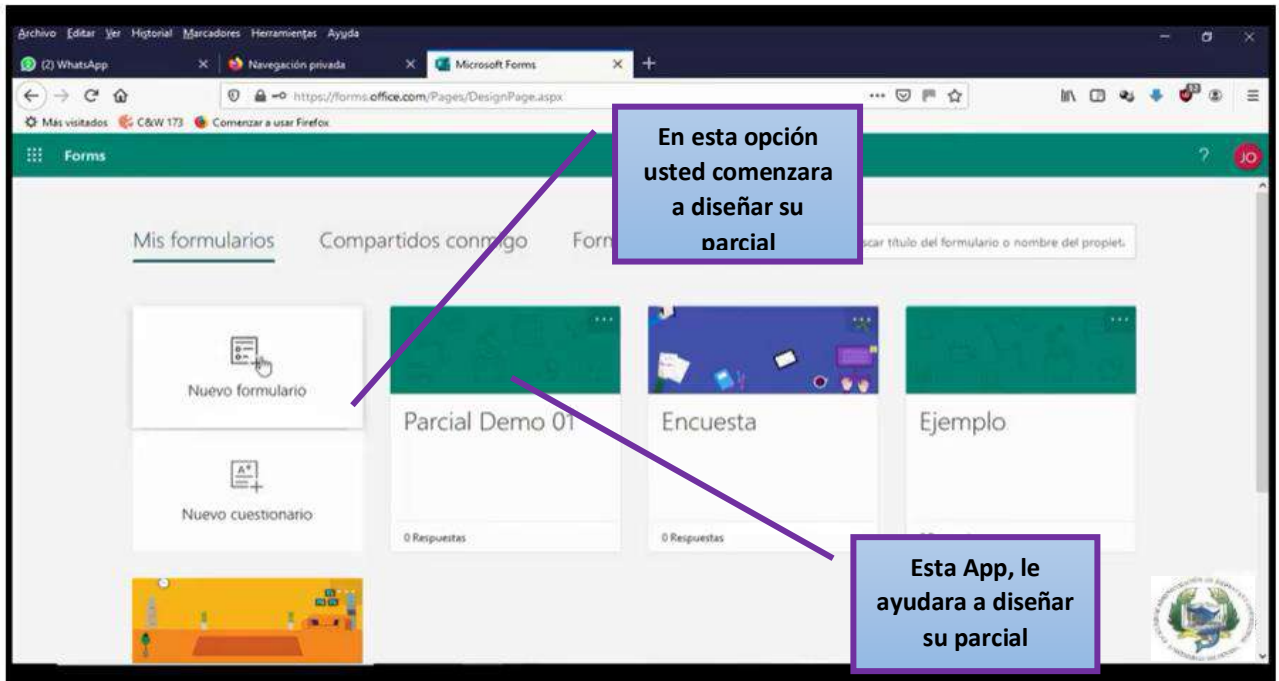 Archivo Editar Ver Historial Marcadores Herramientas Ayuda
(2) WhatsApp
Navegación privada
Microsoft Forms
https://forms.office.com/Pages/DesignPage.aspx
Más visitados C&W 173 Comenzar a usar Firefox
23
Forms
? JO
En esta opción
usted comenzara
a diseñar su
parcial
Mis formularios Compartidos conmigo Form
scar título del formulario o nombre del propiet.
Nuevo formulario
Nuevo cuestionario
Parcial Demo 01
0 Respuestas
Encuesta
0 Respuestas
Ejemplo
Esta App, le
ayudara a diseñar
su parcial